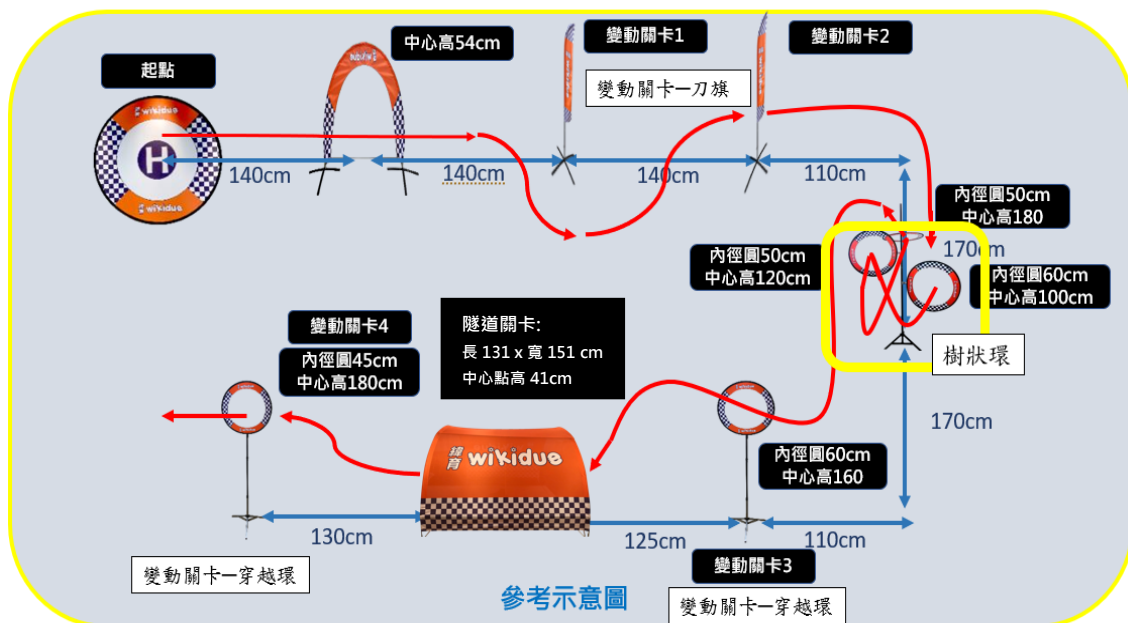 起點
中心高54cm
變動關卡1
變動關卡2
變動關卡—刀旗
wikidue
H
wikidue
140cm
140cm
140cm
110cm
內徑圓50cm
中心高180
170cm
內徑圓50cm
中心高120cm
內徑圓60cm
中心高100cm
樹狀環
隧道關卡:
長 131 x 寬 151 cm
中心點高 41cm
變動關卡4
內徑圓45cm
中心高180cm
170cm
緯育 wikidue
內徑圓60cm
中心高160
130cm
125cm
110cm
變動關卡3
變動關卡—穿越環
變動關卡—穿越環
參考示意圖